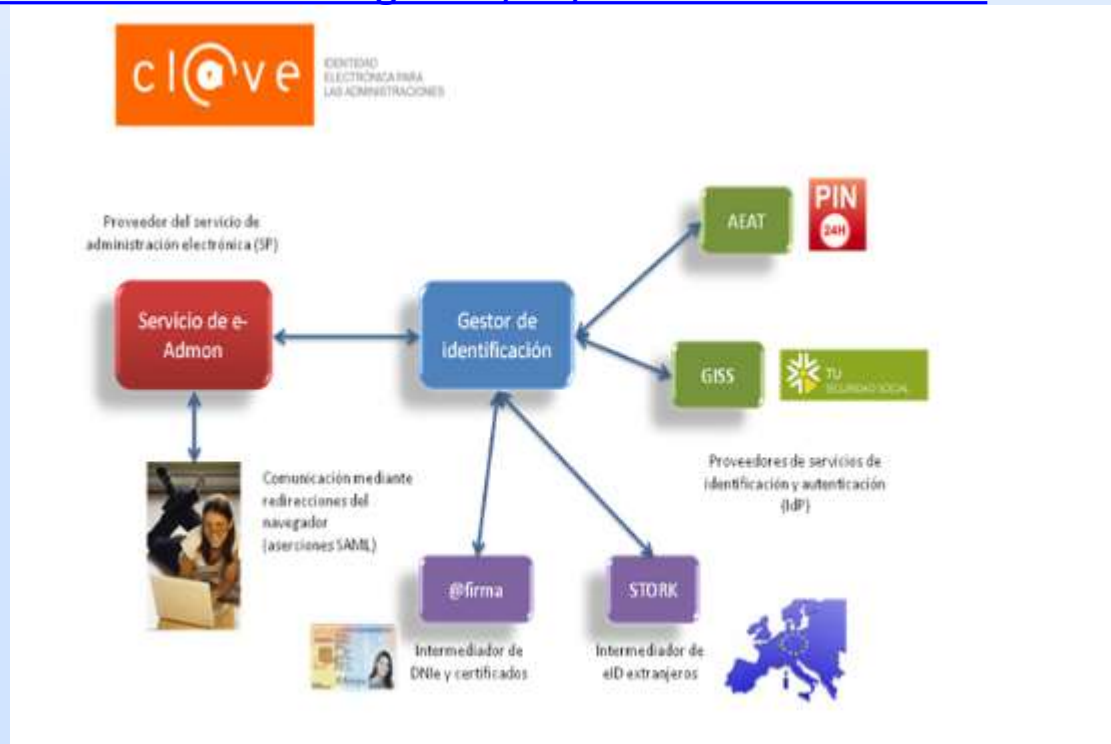 cl@ve
IDENTIDAD
ELECTRÓNICA PARA
LAS ADMINISTRACIONES
Proveedor del servicio de
administración electrónica (SP)
Servicio de e-
Admon
Gestor de
identificación
AEAT
PIN
24H
GISS
TU
SEGURIDAD SOCIAL
Proveedores de servicios de
identificación y autenticación
(IdP)
Comunicación mediante
redirecciones del
navegador
(aserciones SAML)
@firma
STORK
Intermediador de
DNIe y certificados
Intermediador de
eID extranjeros